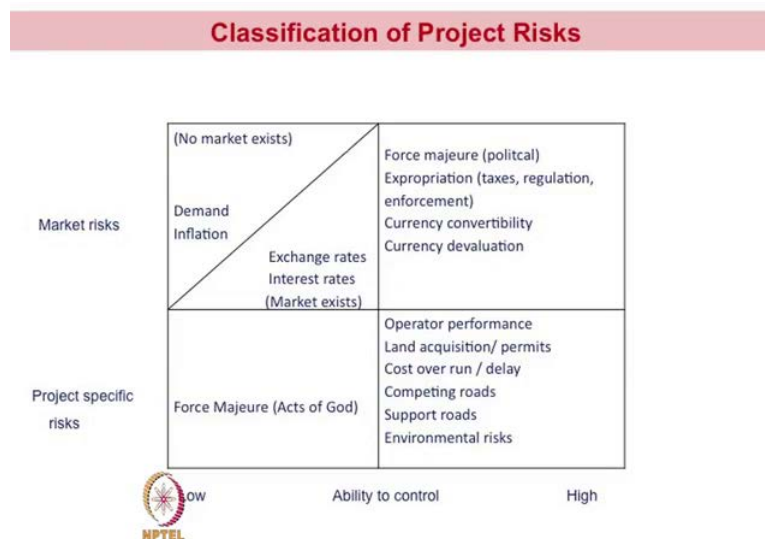 Classification of Project Risks
(No market exists)
Demand
Inflation
Exchange rates
Interest rates
(Market exists)
Force majeure (politcal)
Expropriation (taxes, regulation,
enforcement)
Currency convertibility
Currency devaluation
Market risks
Operator performance
Land acquisition/ permits
Cost over run / delay
Competing roads
Support roads
Environmental risks
Project specific
risks
Force Majeure (Acts of God)
ow Ability to control High
NPTEL